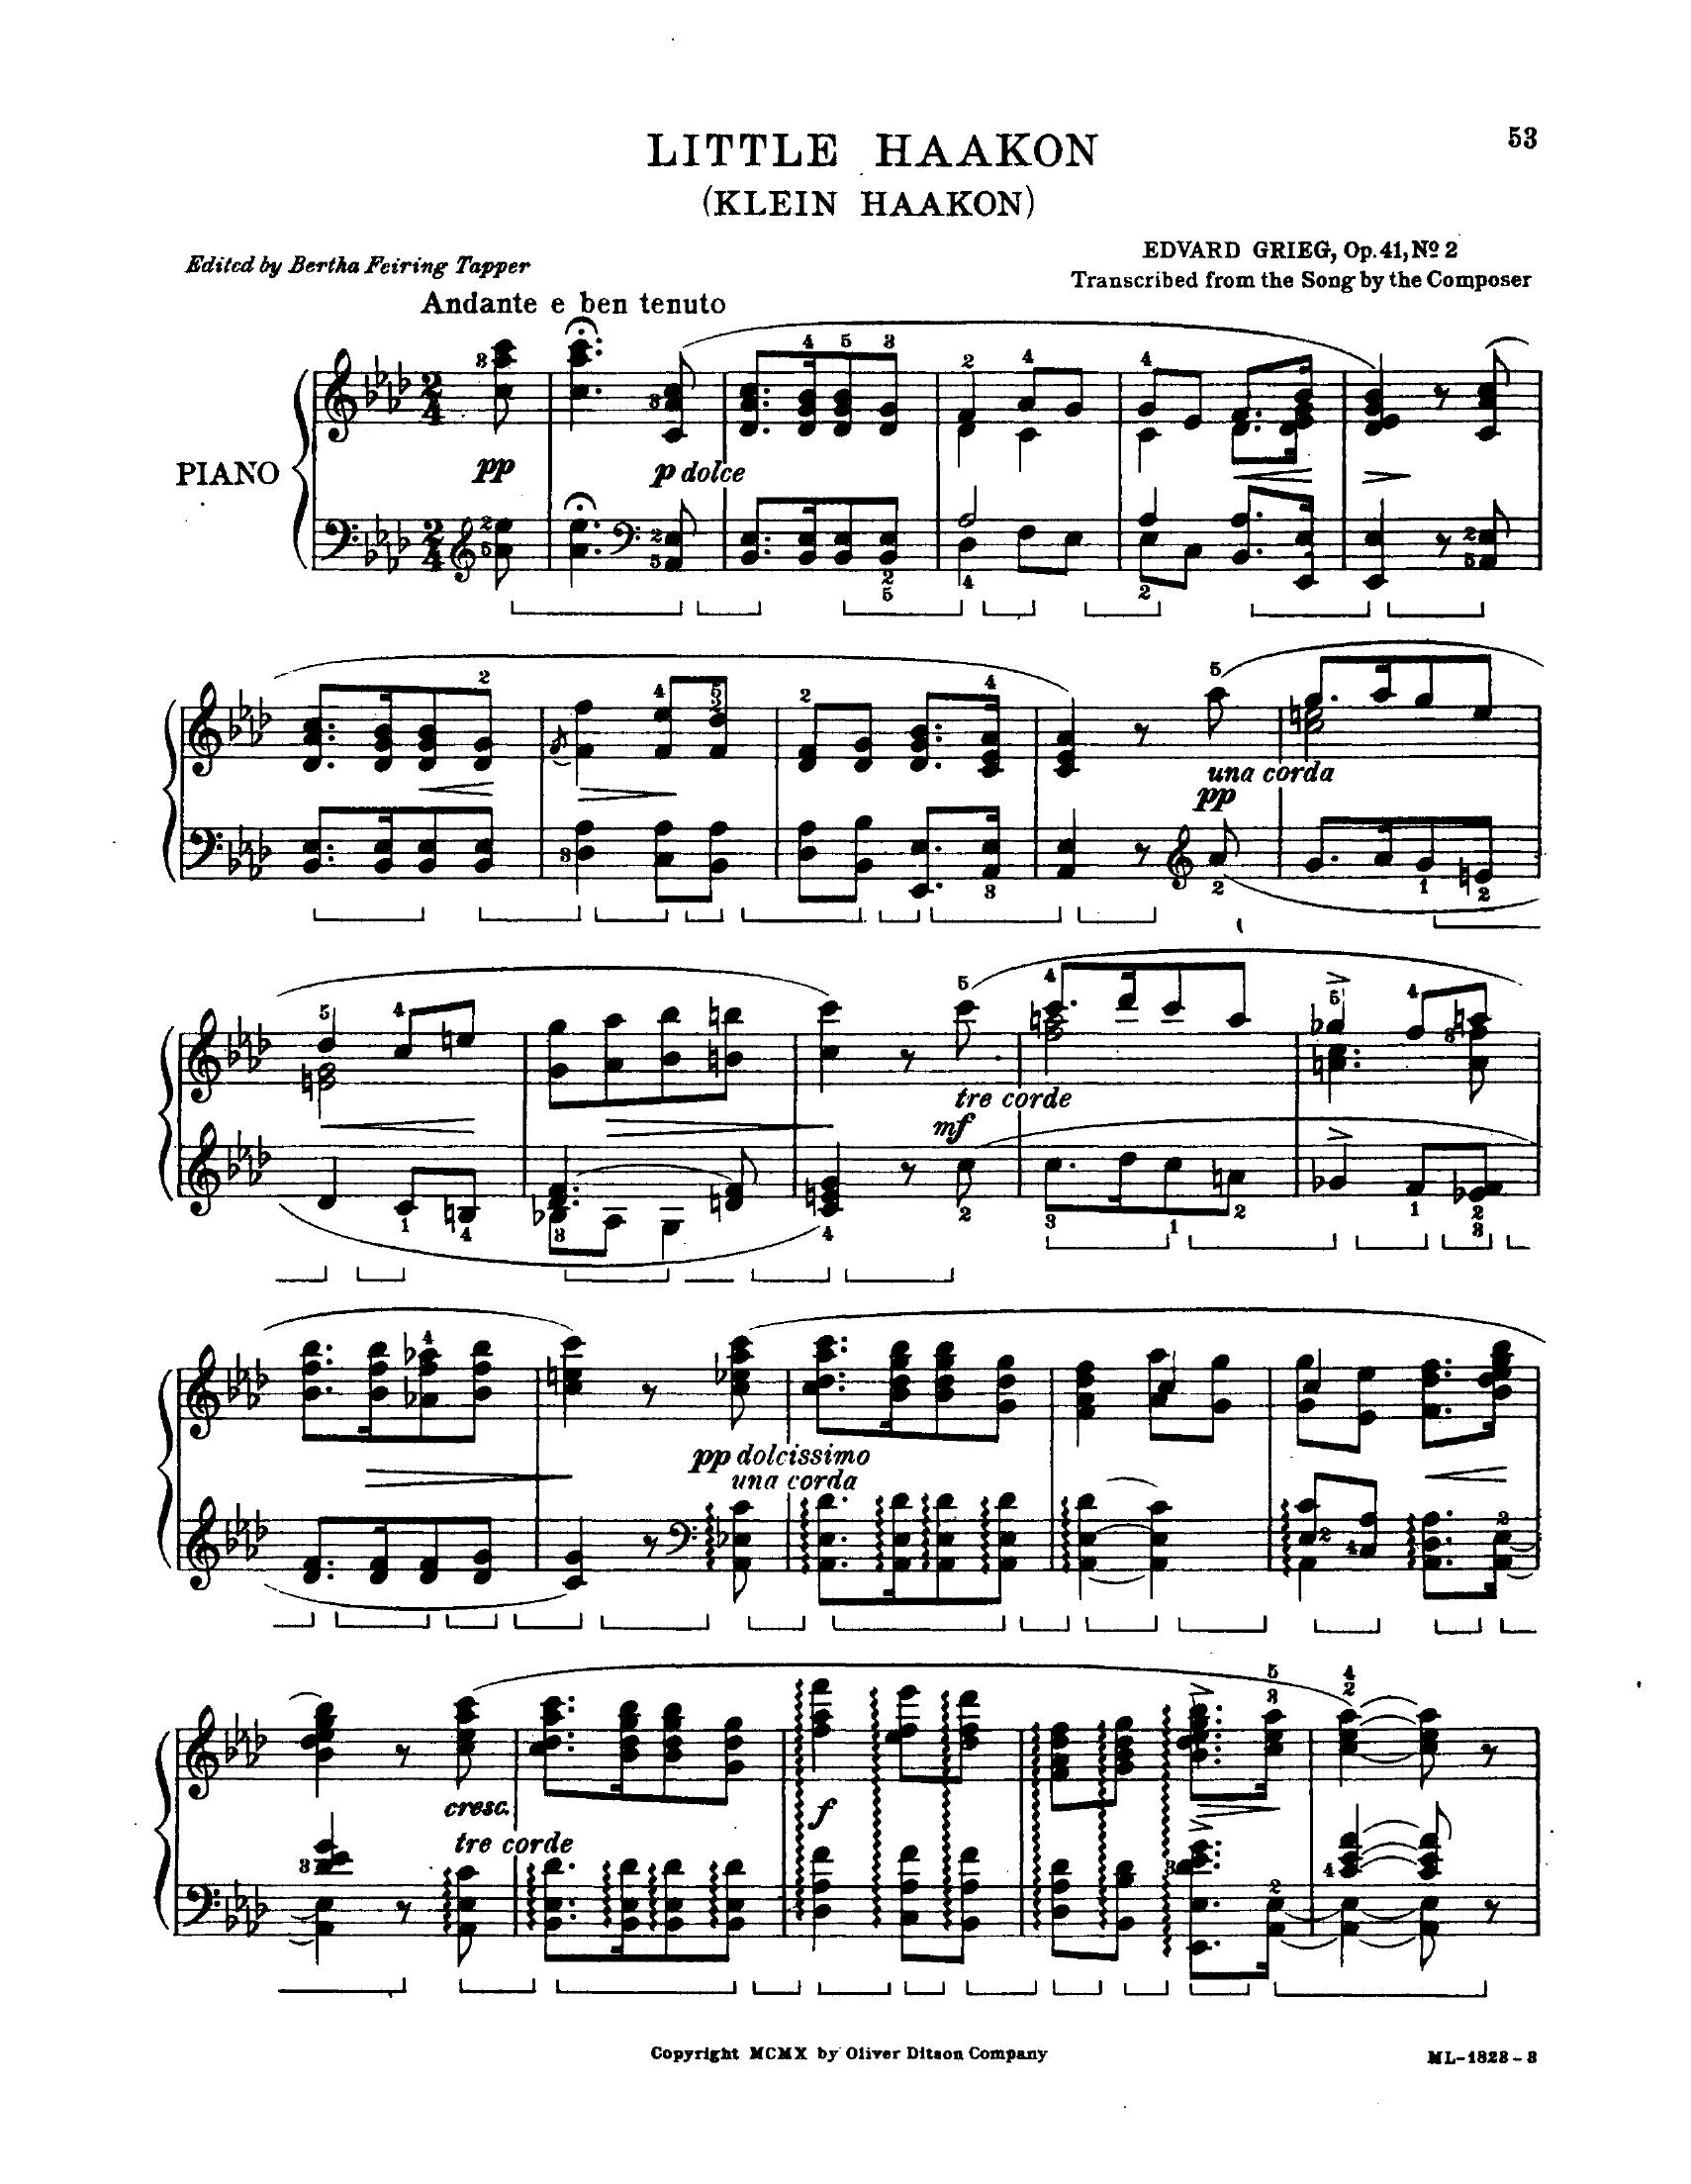 53
LITTLE HAAKON
(KLEIN HAAKON)
Edited by Bertha Feiring Tapper
EDVARD GRIEG, Op. 41, Nº 2
Transcribed from the Song by the Composer
Andante e ben tenuto
PIANO
pp
p dolce
una corda
pp
tre corde
mf
pp dolcissimo
una corda
cresc.
tre corde
f
Copyright MCMX by Oliver Ditson Company
ML-1823-3